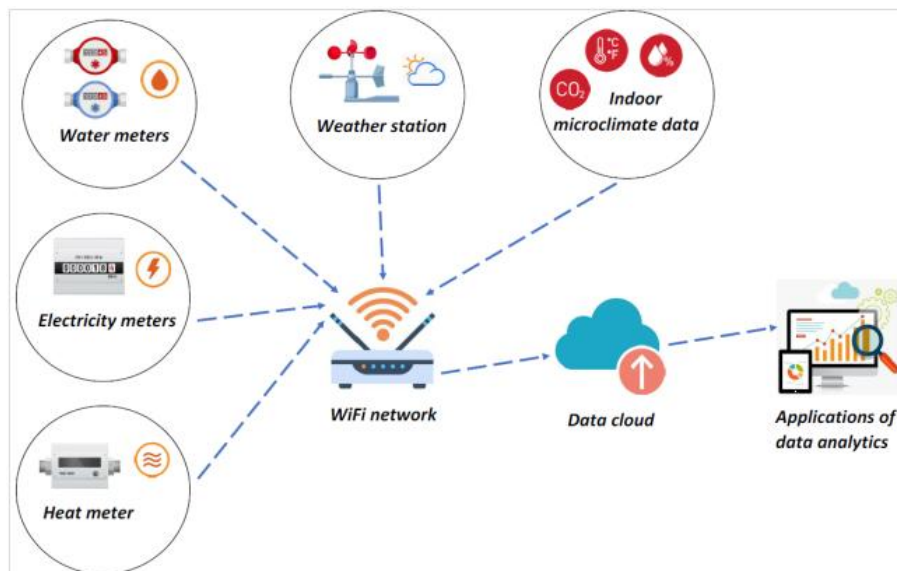 Water meters
Weather station
CO₂
°C
°F
%
Indoor
microclimate data
Electricity meters
Heat meter
WiFi network
Data cloud
Applications of
data analytics